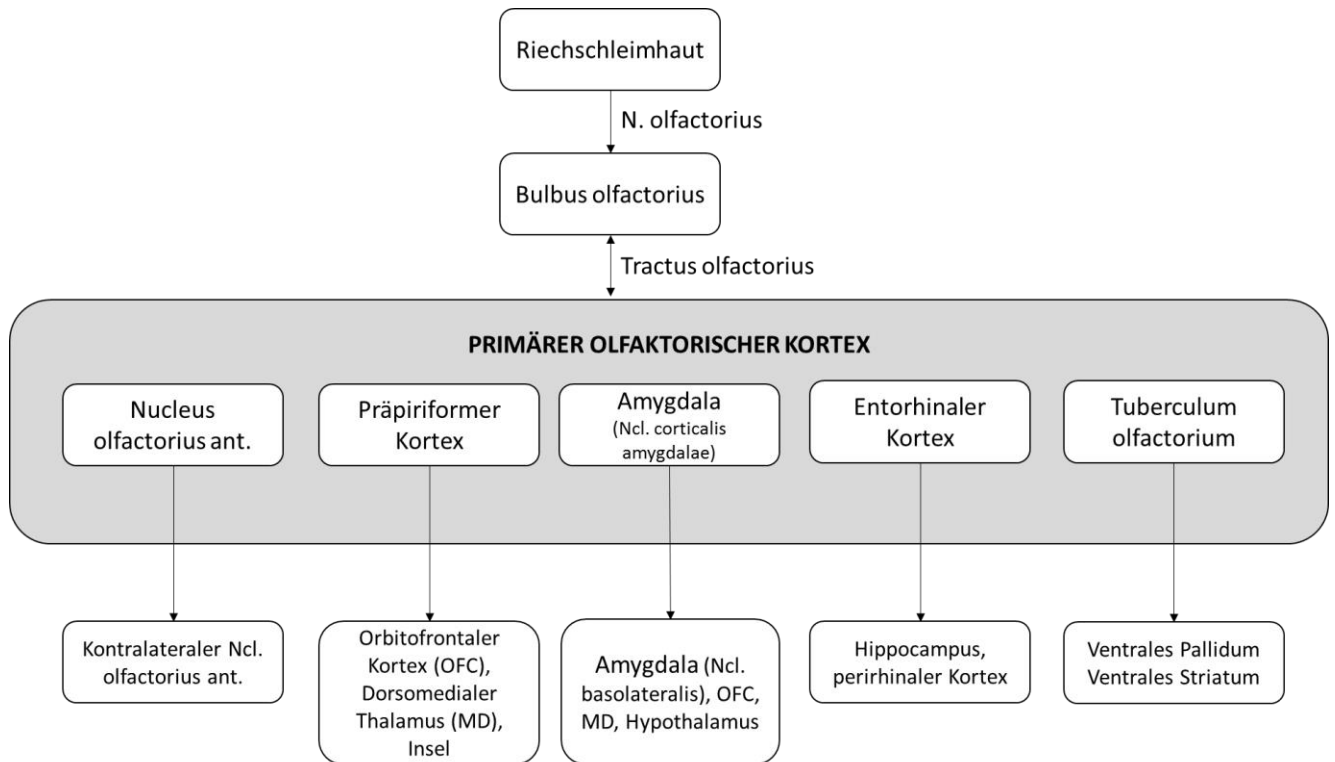 Riechschleimhaut
N. olfactorius
Bulbus olfactorius
Tractus olfactorius
PRIMÄRER OLFAKTORISCHER KORTEX
Nucleus
olfactorius ant.
Präpiriformer
Kortex
Amygdala
(Ncl. corticalis
amygdalae)
Entorhinaler
Kortex
Tuberculum
olfactorium
Kontralateraler Ncl.
olfactorius ant.
Orbitofrontaler
Kortex (OFC),
Dorsomedialer
Thalamus (MD),
Insel
Amygdala (Ncl.
basolateralis), OFC,
MD, Hypothalamus
Hippocampus,
perirhinaler Kortex
Ventrales Pallidum
Ventrales Striatum